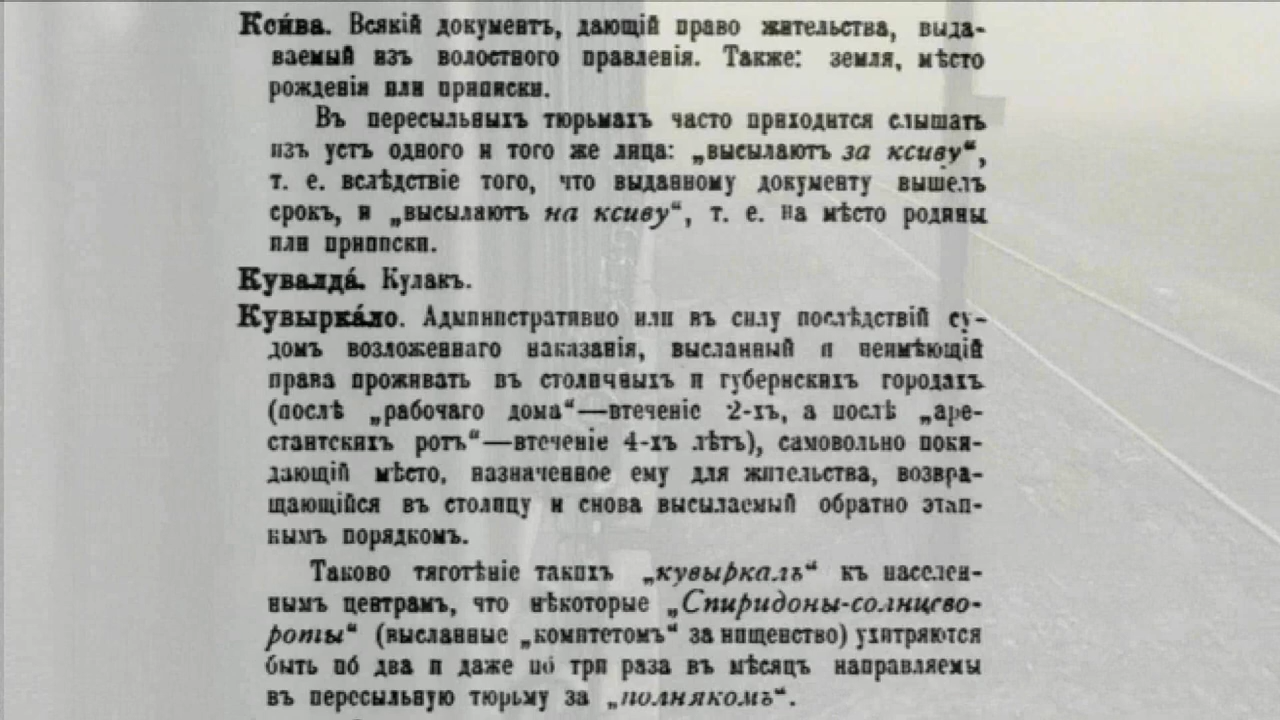 Кси́ва. Всякій документъ, дающій право жительства, выда-
ваемый изъ волостного правленія. Также: земля, мѣсто
рожденія или приписки.
Въ пересыльныхъ тюрьмахъ часто приходится слышать
изъ устъ одного и того же лица: „высылаютъ за ксиву“,
т. е. вслѣдствіе того, что выданному документу вышелъ
срокъ, и „высылаютъ на ксиву“, т. е. на мѣсто родины
или приписки.
Кувалда́. Кулакъ.
Кувырка́ло. Административно или въ силу послѣдствій су-
домъ возложеннаго наказанія, высланный и неимѣющій
права проживать въ столичныхъ и губернскихъ городахъ
(послѣ „рабочаго дома“—втеченіе 2-хъ, а послѣ „аре-
стантскихъ ротъ“—втеченіе 4-хъ лѣтъ), самовольно поки-
дающій мѣсто, назначенное ему для жительства, возвра-
щающійся въ столицу и снова высылаемый обратно этап-
нымъ порядкомъ.
Таково тяготѣніе такихъ „кувыркалъ“ къ населен-
нымъ центрамъ, что нѣкоторые „Спиридоны-солнцево-
роты“ (высланные „комитетомъ“ за нищенство) ухитряются
быть по два и даже по три раза въ мѣсяцъ направляемы
въ пересыльную тюрьму за „полнякомъ“.